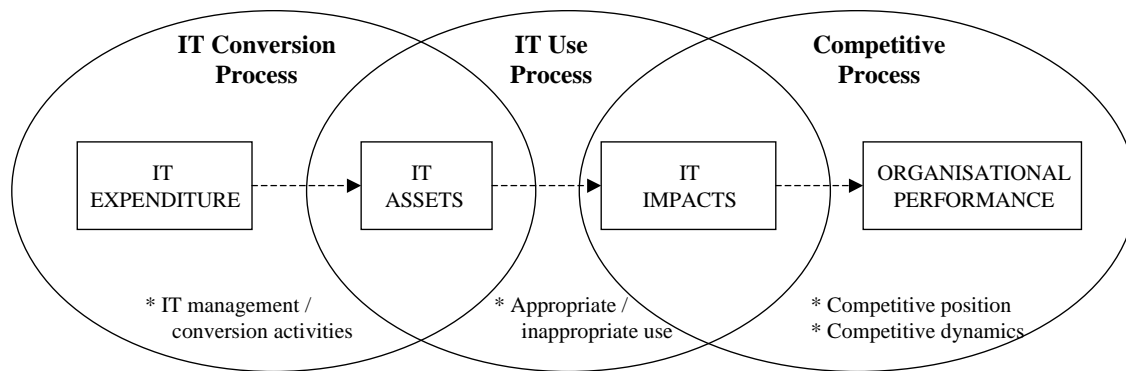 IT Conversion
Process
IT Use
Process
Competitive
Process
IT
EXPENDITURE
IT
ASSETS
IT
IMPACTS
ORGANISATIONAL
PERFORMANCE
* IT management /
conversion activities
* Appropriate /
inappropriate use
* Competitive position
* Competitive dynamics